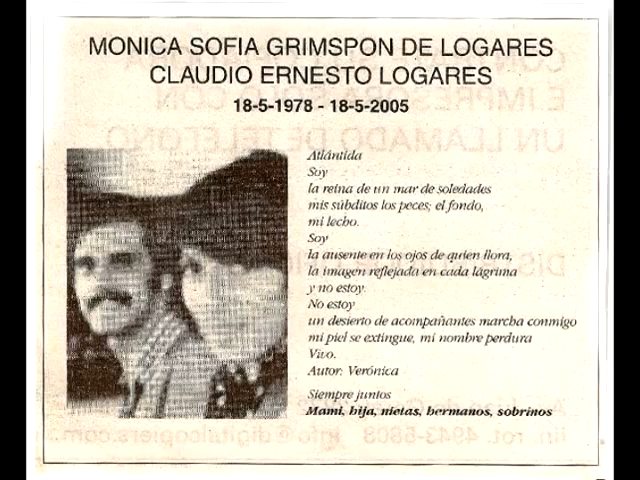 MONICA SOFIA GRIMSPON DE LOGARES
CLAUDIO ERNESTO LOGARES
18-5-1978 - 18-5-2005
Atlántida
Soy
la reina de un mar de soledades
mis súbditos los peces; el fondo,
mi lecho.
Soy
la ausente en los ojos de quien llora,
la imagen reflejada en cada lágrima
y no estoy.
No estoy
un desierto de acompañantes marcha conmigo
mi piel se extingue, mi nombre perdura
Vivo.
Autor: Verónica
Siempre juntos
Mami, hija, nietas, hermanos, sobrinos